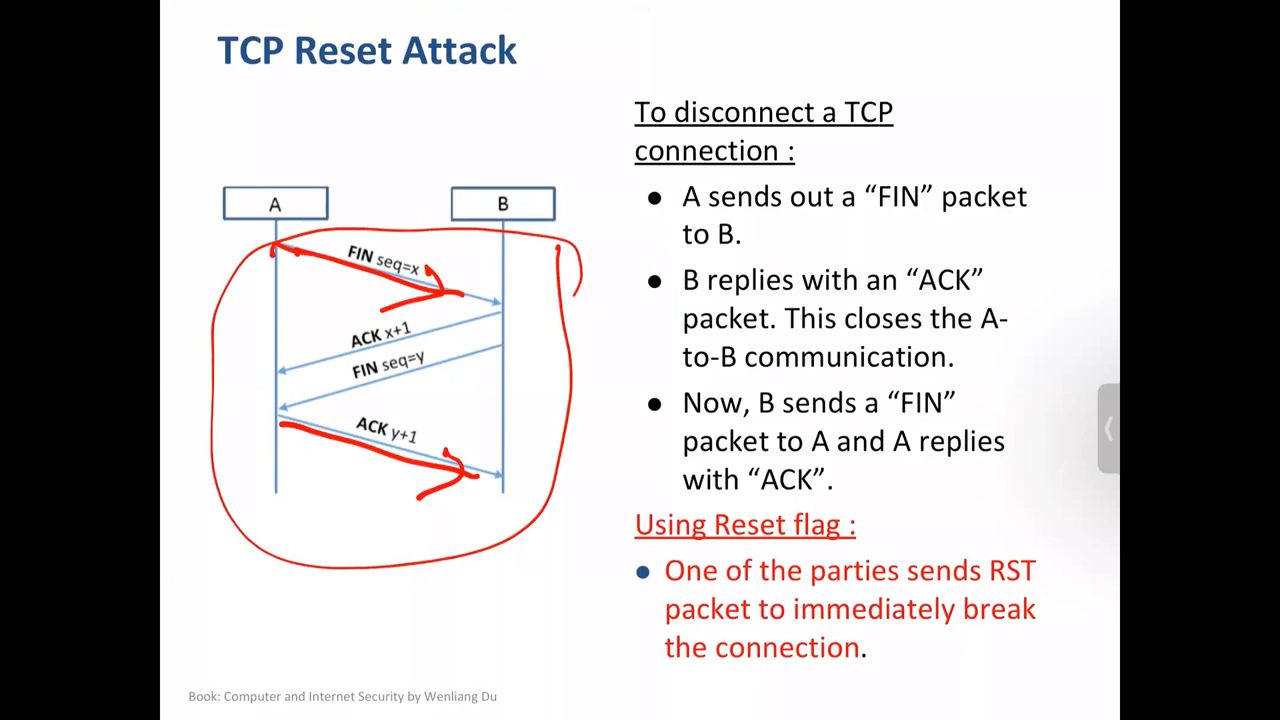 TCP Reset Attack
A
B
FIN seq=x
ACK x+1
FIN seq=y
ACK y+1
To disconnect a TCP
connection :
● A sends out a “FIN” packet
to B.
● B replies with an “ACK”
packet. This closes the A-
to-B communication.
● Now, B sends a “FIN”
packet to A and A replies
with “ACK”.
Using Reset flag :
● One of the parties sends RST
packet to immediately break
the connection.
Book: Computer and Internet Security by Wenliang Du